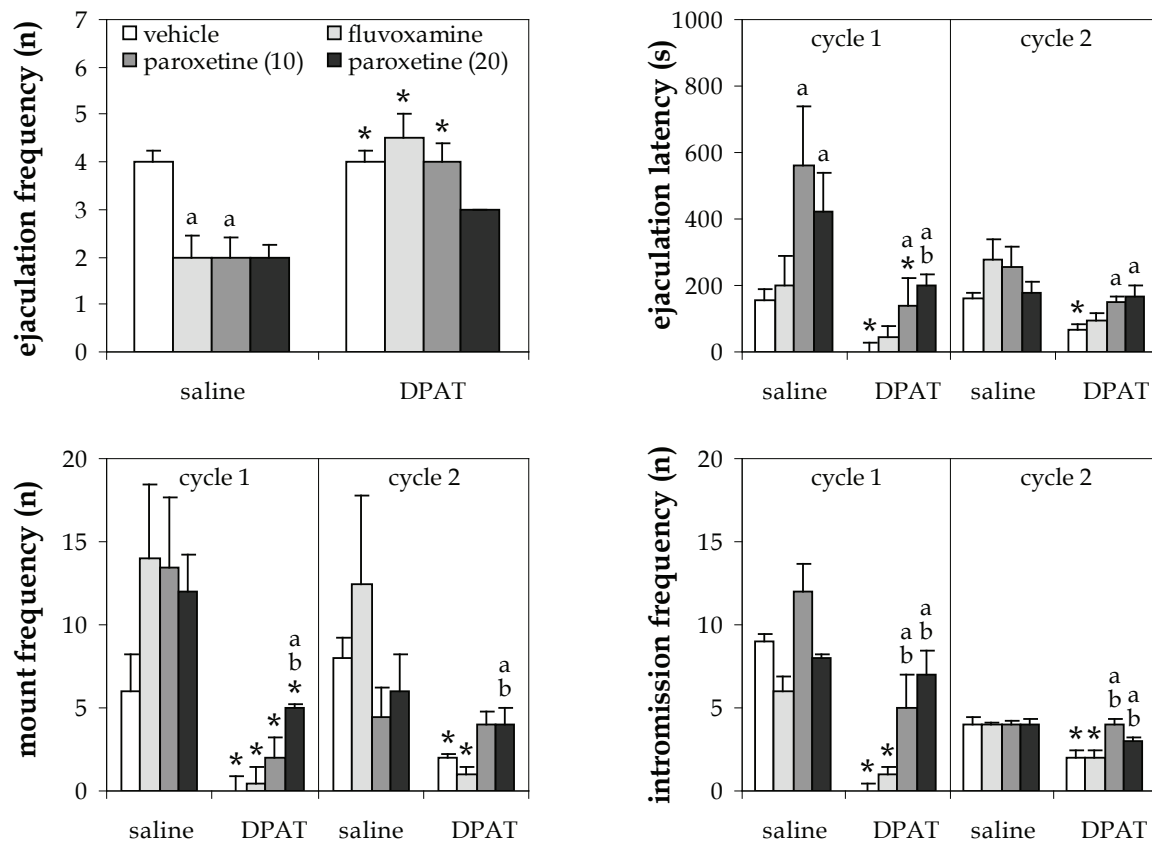 ejaculation frequency (n)
7
6
5
4
3
2
1
0
vehicle
fluvoxamine
paroxetine (10)
paroxetine (20)
a
a
*
*
*
saline
DPAT
ejaculation latency (s)
1000
800
600
400
200
0
cycle 1
cycle 2
a
a
*
a
*
a
b
*
a
a
saline
DPAT
saline
DPAT
mount frequency (n)
20
15
10
5
0
cycle 1
cycle 2
*
*
*
a
b
*
*
*
a
b
saline
DPAT
saline
DPAT
intromission frequency (n)
20
15
10
5
0
cycle 1
cycle 2
*
*
a
b
a
b
*
*
a
b
a
b
saline
DPAT
saline
DPAT